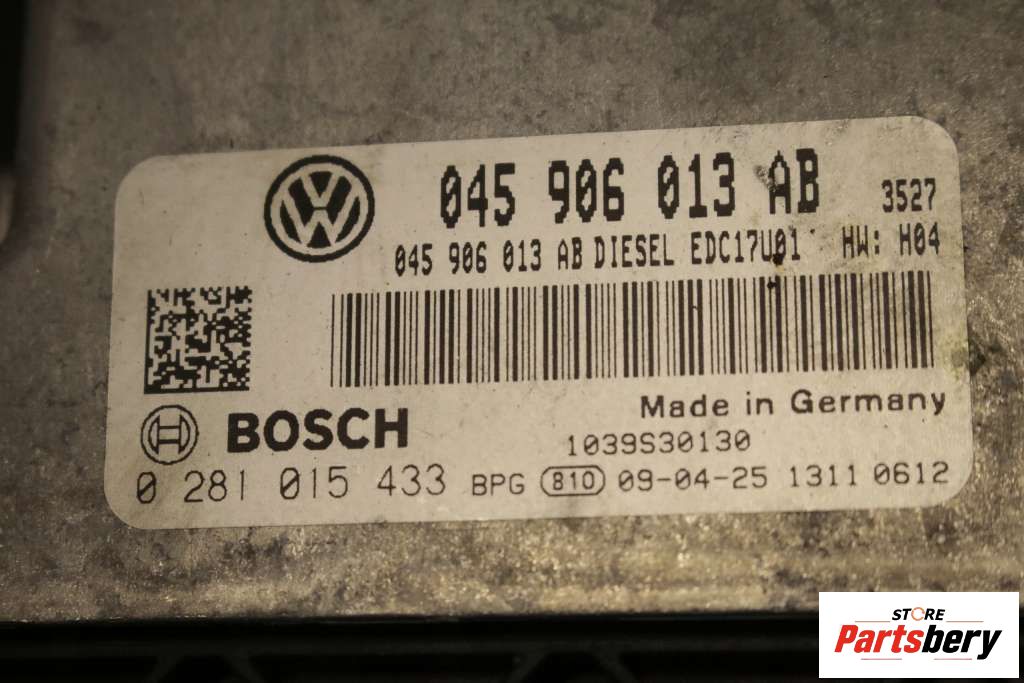 045 906 013 AB 3527
045 906 013 AB DIESEL EDC17U01 HW: H04
Made in Germany
BOSCH
1039S30130
0 281 015 433 BPG 810 09-04-25 1311 0612
STORE
Partsbery